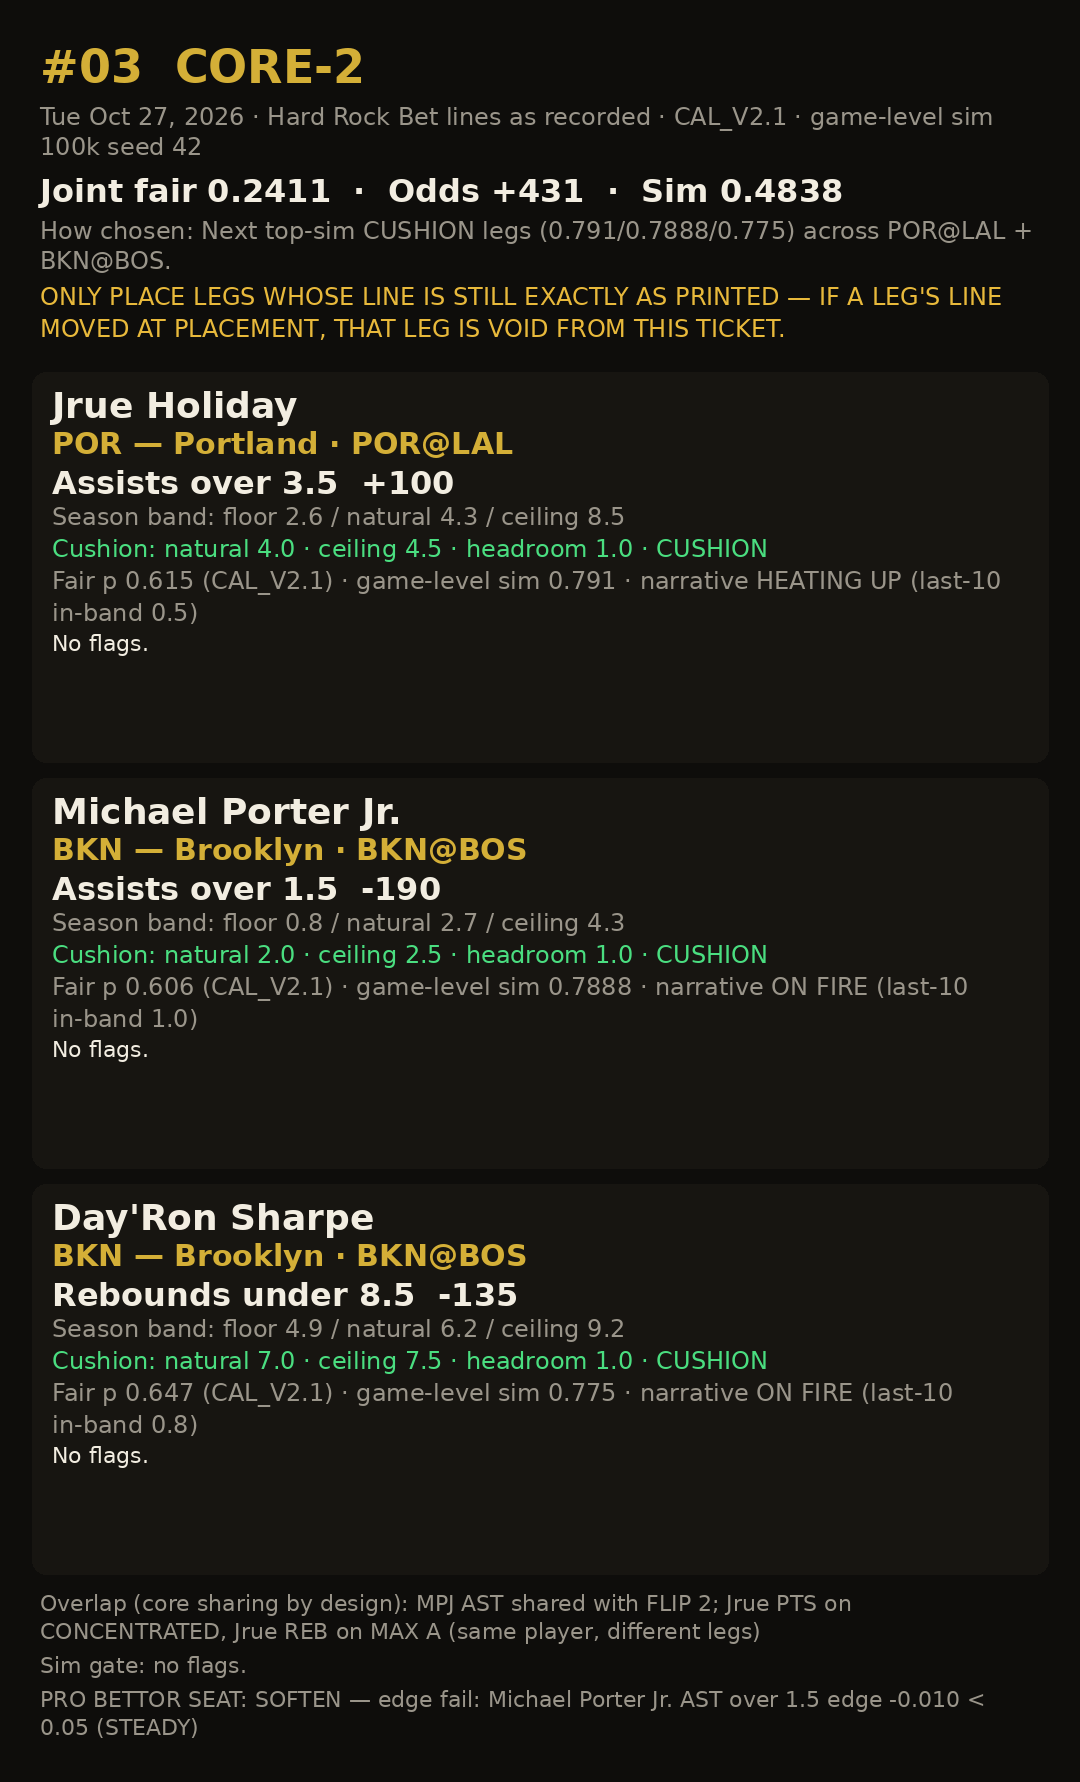 #03 CORE-2
Tue Oct 27, 2026 · Hard Rock Bet lines as recorded · CAL_V2.1 · game-level sim
100k seed 42
Joint fair 0.2411 · Odds +431 · Sim 0.4838
How chosen: Next top-sim CUSHION legs (0.791/0.7888/0.775) across POR@LAL +
BKN@BOS.
ONLY PLACE LEGS WHOSE LINE IS STILL EXACTLY AS PRINTED — IF A LEG'S LINE
MOVED AT PLACEMENT, THAT LEG IS VOID FROM THIS TICKET.
Jrue Holiday
POR — Portland · POR@LAL
Assists over 3.5 +100
Season band: floor 2.6 / natural 4.3 / ceiling 8.5
Cushion: natural 4.0 · ceiling 4.5 · headroom 1.0 · CUSHION
Fair p 0.615 (CAL_V2.1) · game-level sim 0.791 · narrative HEATING UP (last-10
in-band 0.5)
No flags.
Michael Porter Jr.
BKN — Brooklyn · BKN@BOS
Assists over 1.5 -190
Season band: floor 0.8 / natural 2.7 / ceiling 4.3
Cushion: natural 2.0 · ceiling 2.5 · headroom 1.0 · CUSHION
Fair p 0.606 (CAL_V2.1) · game-level sim 0.7888 · narrative ON FIRE (last-10
in-band 1.0)
No flags.
Day'Ron Sharpe
BKN — Brooklyn · BKN@BOS
Rebounds under 8.5 -135
Season band: floor 4.9 / natural 6.2 / ceiling 9.2
Cushion: natural 7.0 · ceiling 7.5 · headroom 1.0 · CUSHION
Fair p 0.647 (CAL_V2.1) · game-level sim 0.775 · narrative ON FIRE (last-10
in-band 0.8)
No flags.
Overlap (core sharing by design): MPJ AST shared with FLIP 2; Jrue PTS on
CONCENTRATED, Jrue REB on MAX A (same player, different legs)
Sim gate: no flags.
PRO BETTOR SEAT: SOFTEN — edge fail: Michael Porter Jr. AST over 1.5 edge -0.010 <
0.05 (STEADY)